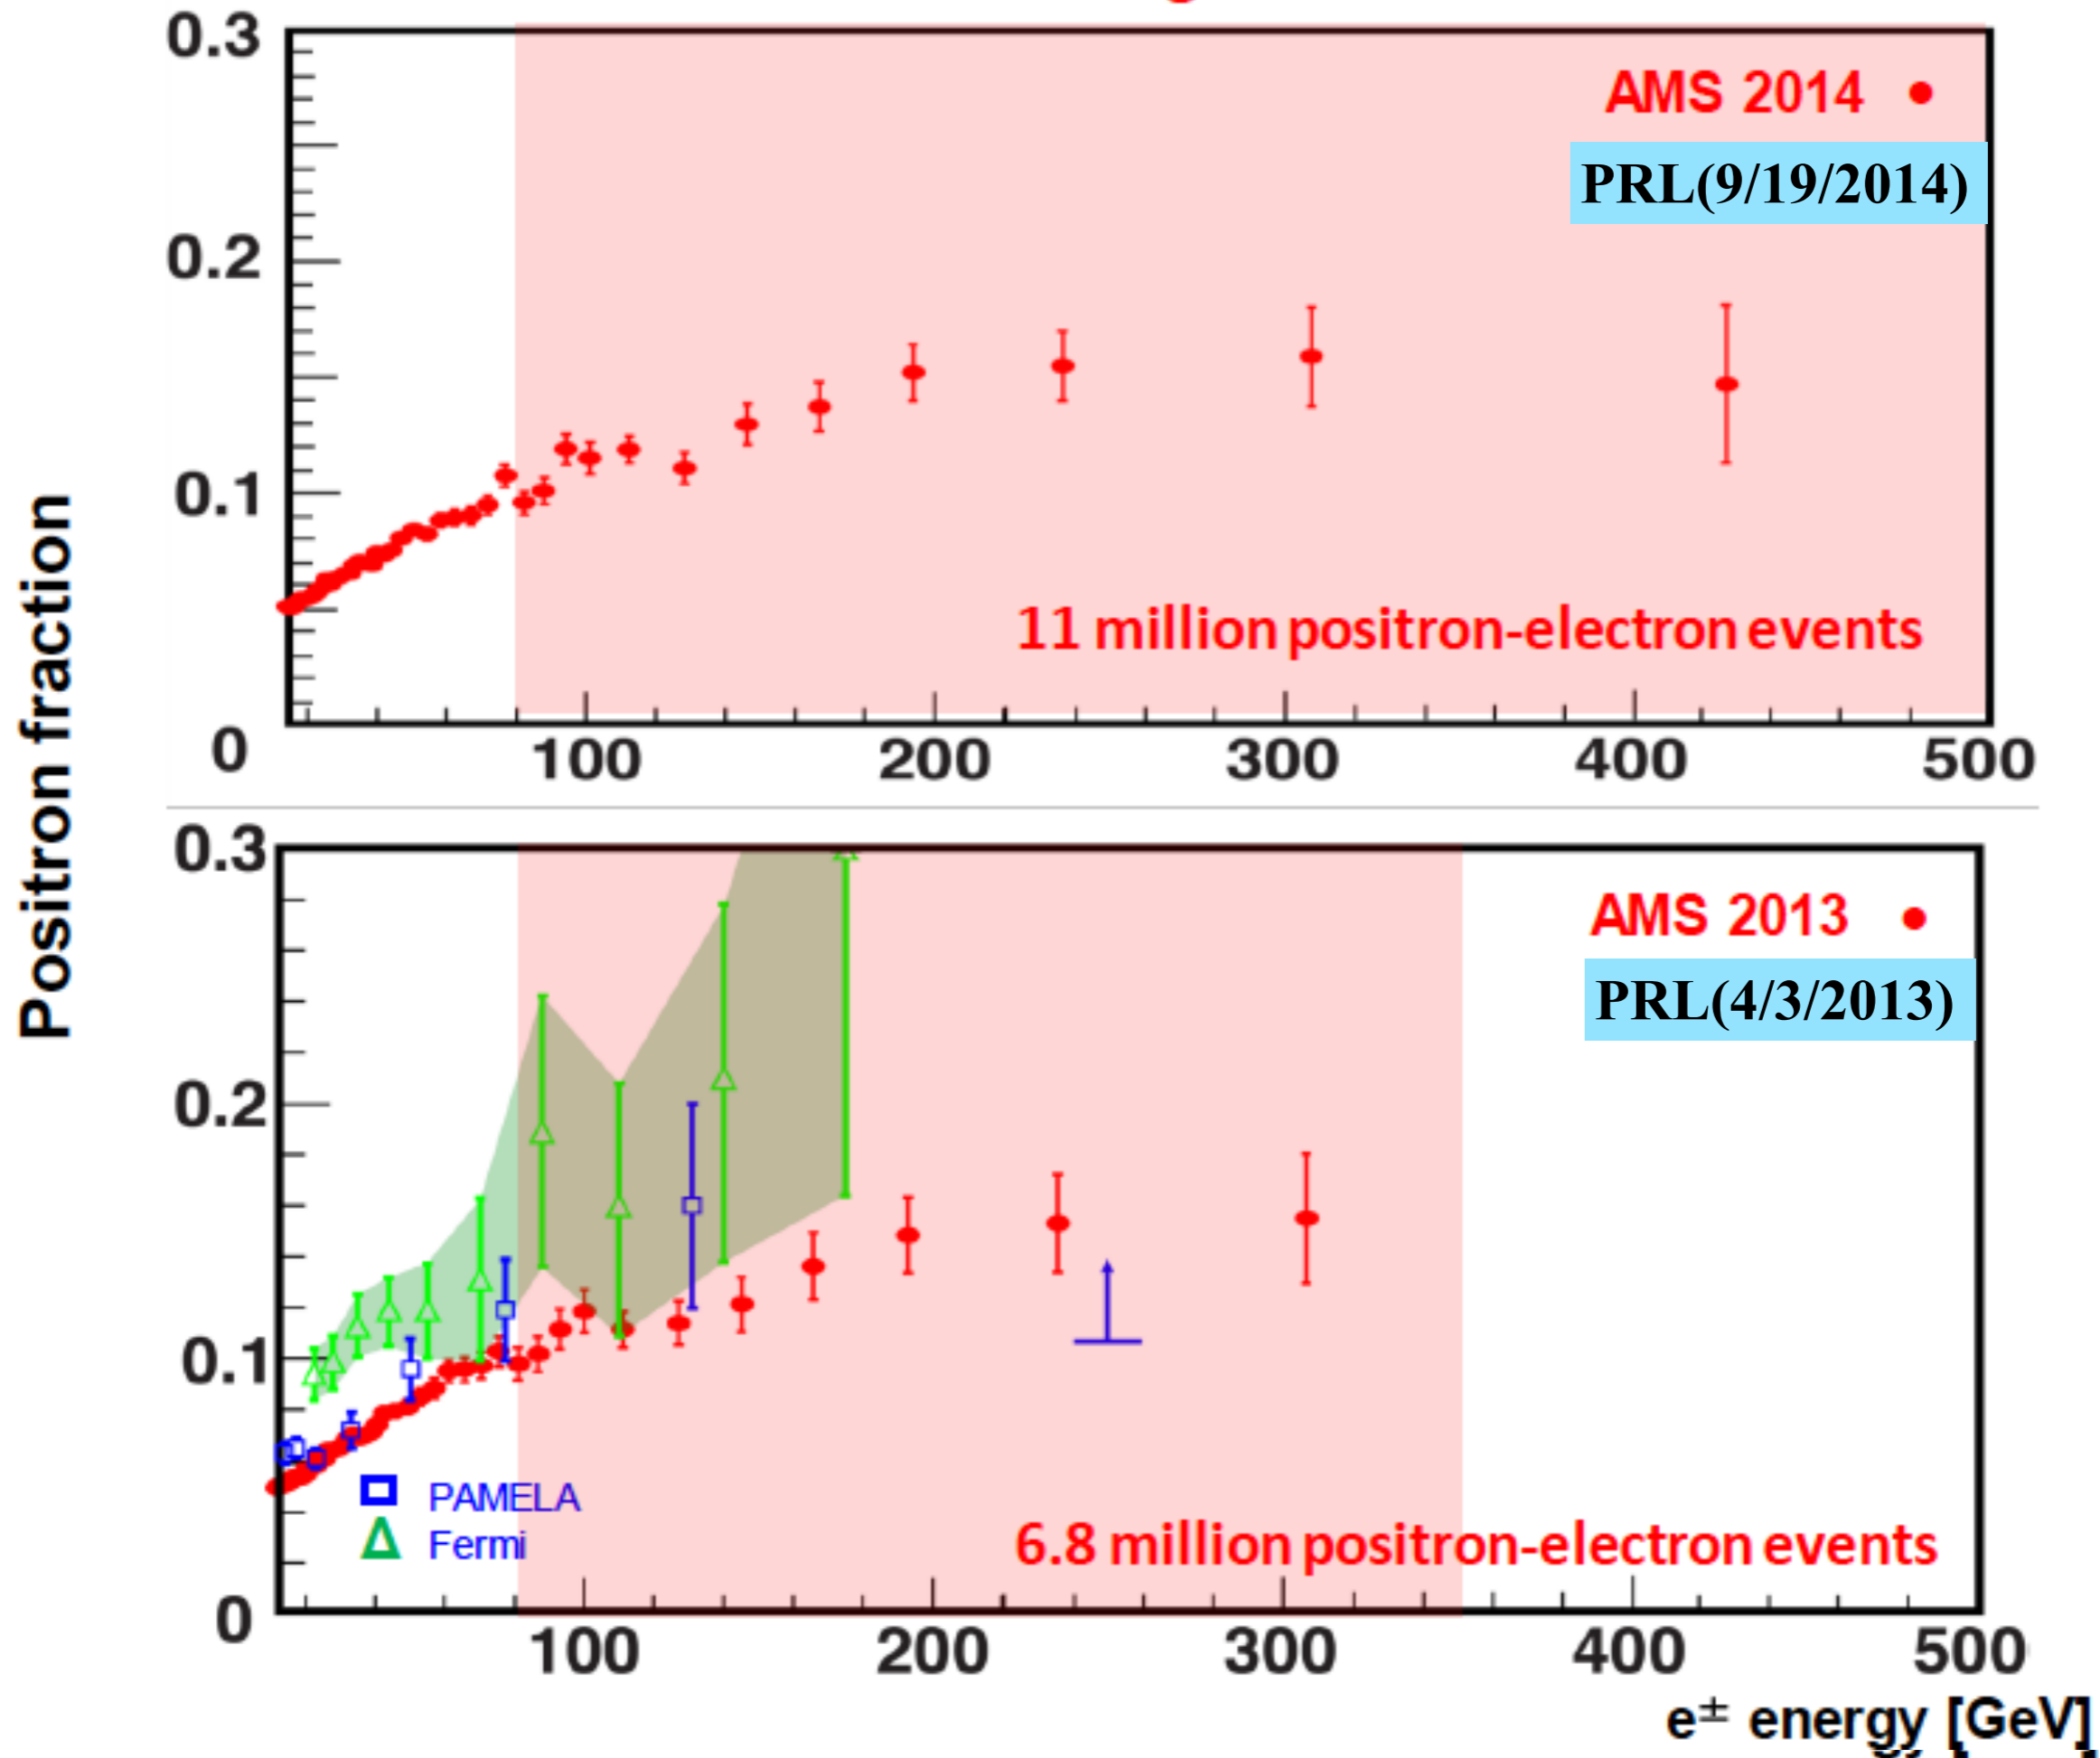 Positron fraction
0.3
0.2
0.1
0
AMS 2014
PRL(9/19/2014)
11 million positron-electron events
100 200 300 400 500
0.3
0.2
0.1
0
AMS 2013
PRL(4/3/2013)
PAMELA
Fermi
6.8 million positron-electron events
100 200 300 400 500
e± energy [GeV]